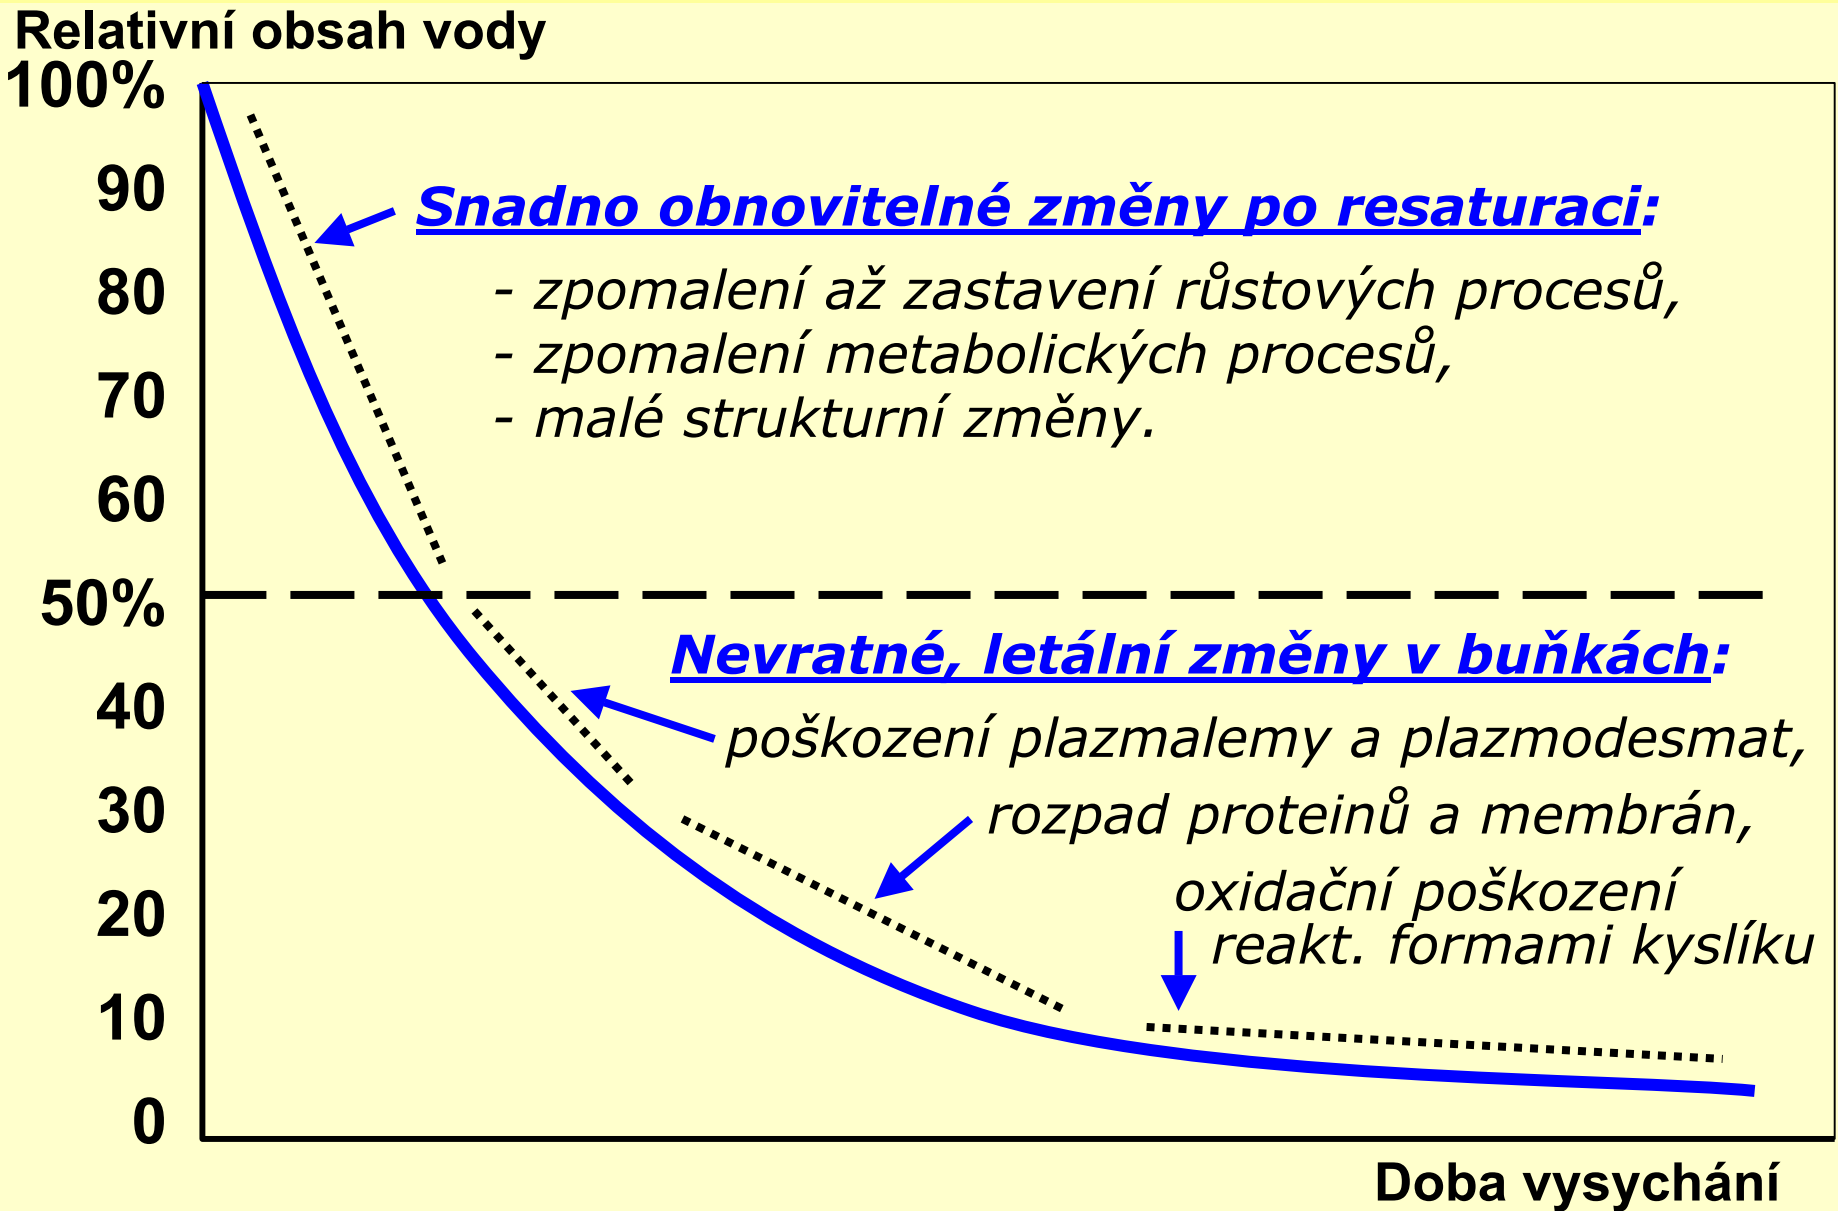 Relativní obsah vody
100%
90
Snadno obnovitelné změny po resaturaci:
80
- zpomalení až zastavení růstových procesů,
- zpomalení metabolických procesů,
70
- malé strukturní změny.
60
50%
Nevratné, letální změny v buňkách:
40
poškození plazmalemy a plazmodesmat,
30
rozpad proteinů a membrán,
20
oxidační poškození
reakt. formami kyslíku
10
0
Doba vysychání